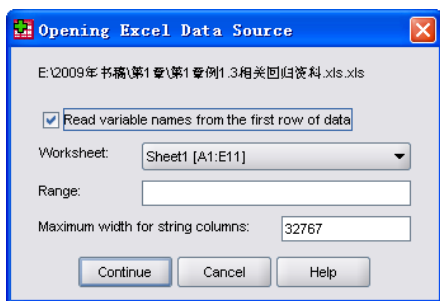 Opening Excel Data Source
E:\2009年书稿\第1章\第1章例1.3相关回归资料.xls.xls
Read variable names from the first row of data
Worksheet: Sheet1 [A1:E11]
Range:
Maximum width for string columns: 32767
Continue Cancel Help